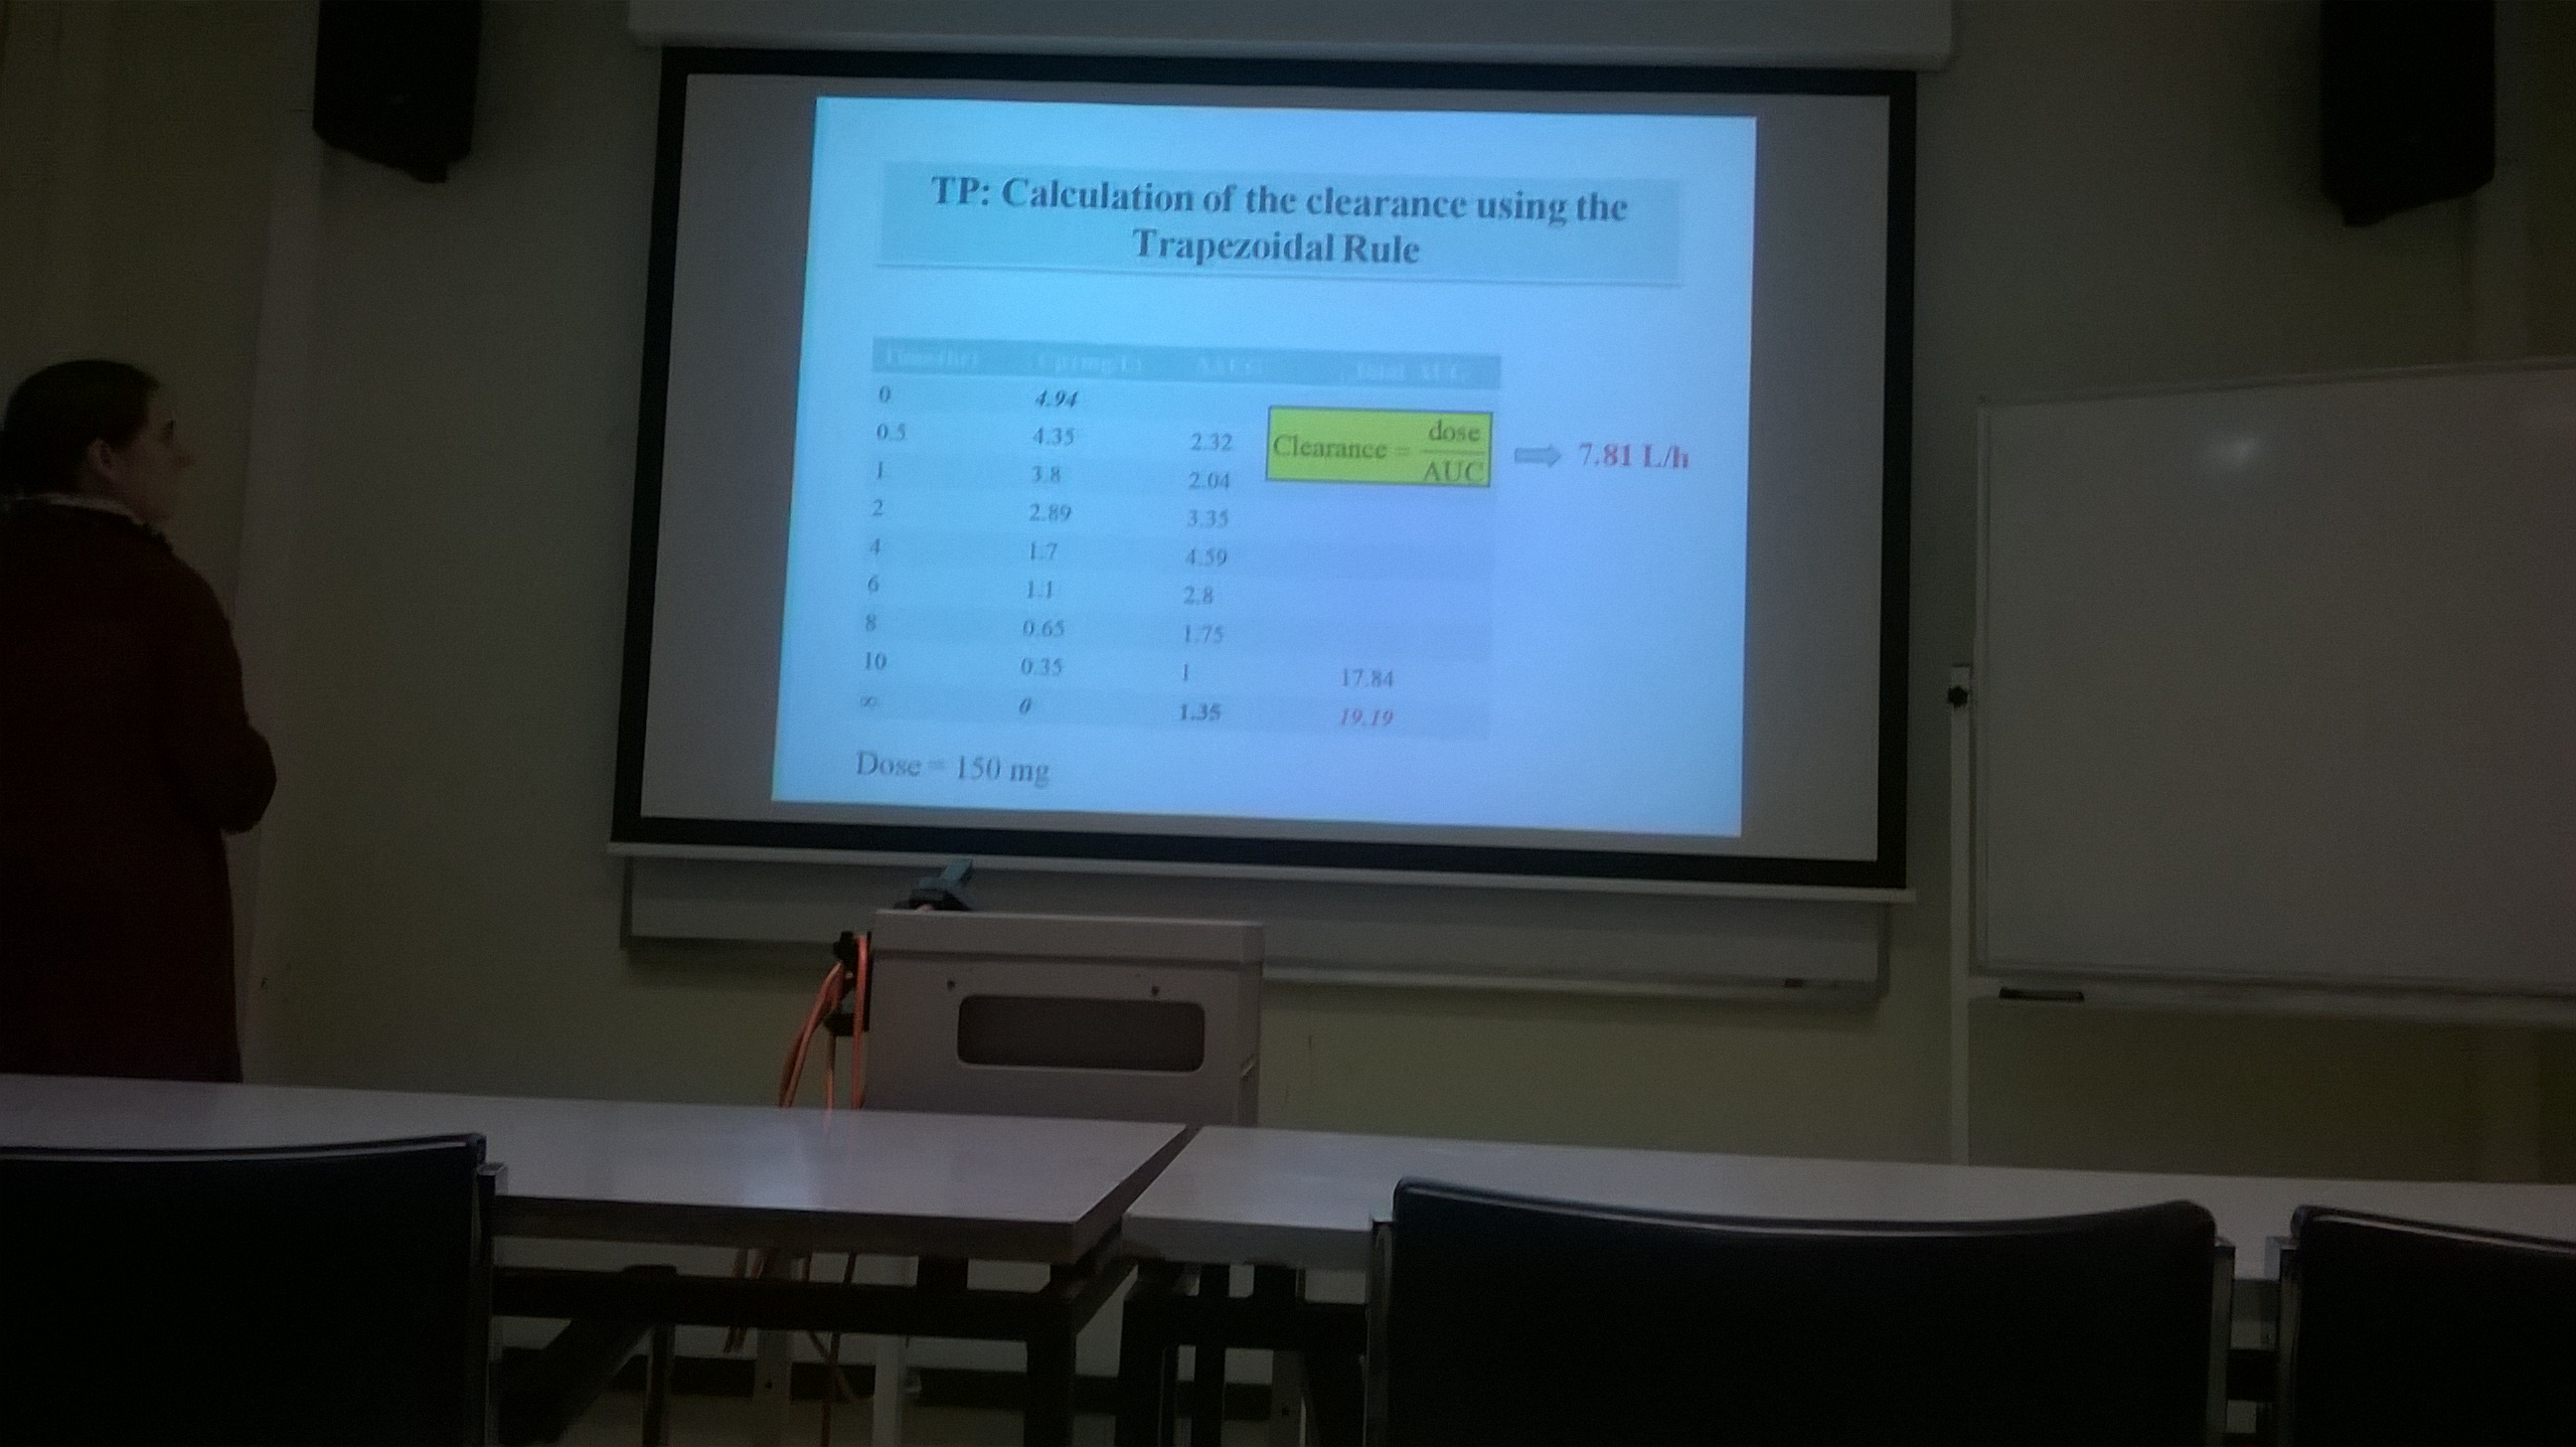 TP: Calculation of the clearance using the
Trapezoidal Rule
Time (hr) Cp (mg/L) ΔAUC Total AUC
0 4.94
0.5 4.35 2.32
Clearance = dose / AUC
7.81 L/h
1 3.8 2.04
2 2.89 3.35
4 1.7 4.59
6 1.1 2.8
8 0.65 1.75
10 0.35 1 17.84
∞ 0 1.35 19.19
Dose = 150 mg